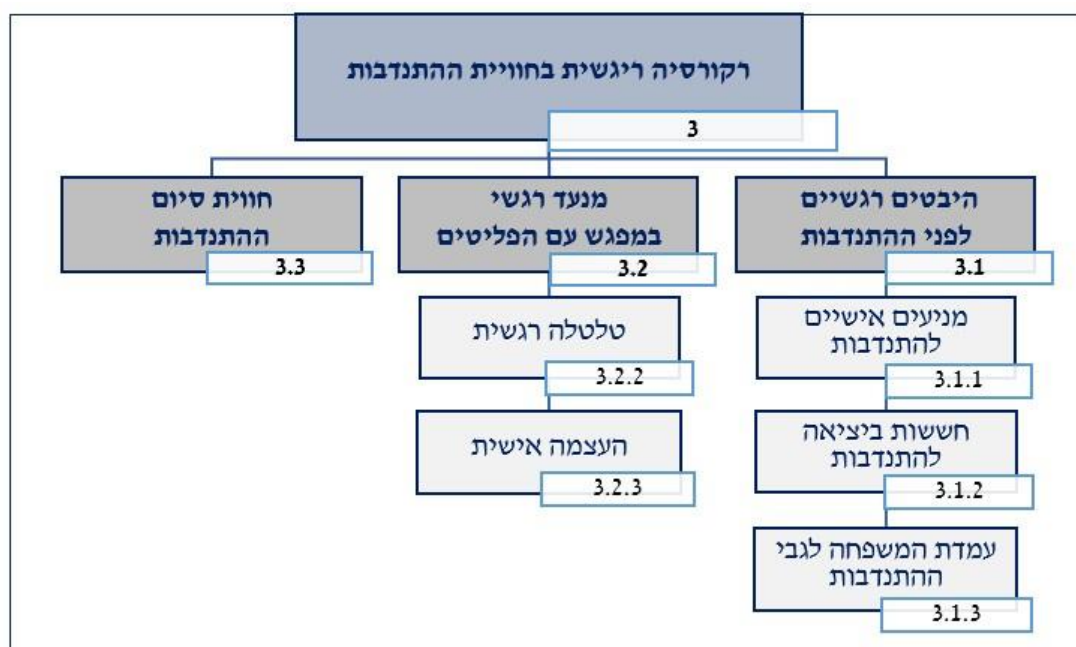 רקורסיה ריגשית בחוויית ההתנדבות
3
היבטים רגשיים
לפני ההתנדבות
3.1
מניעים אישיים
להתנדבות
3.1.1
חששות ביציאה
להתנדבות
3.1.2
עמדת המשפחה לגבי
ההתנדבות
3.1.3
מנעד רגשי
במפגש עם הפליטים
3.2
טלטלה רגשית
3.2.2
העצמה אישית
3.2.3
חווית סיום
ההתנדבות
3.3